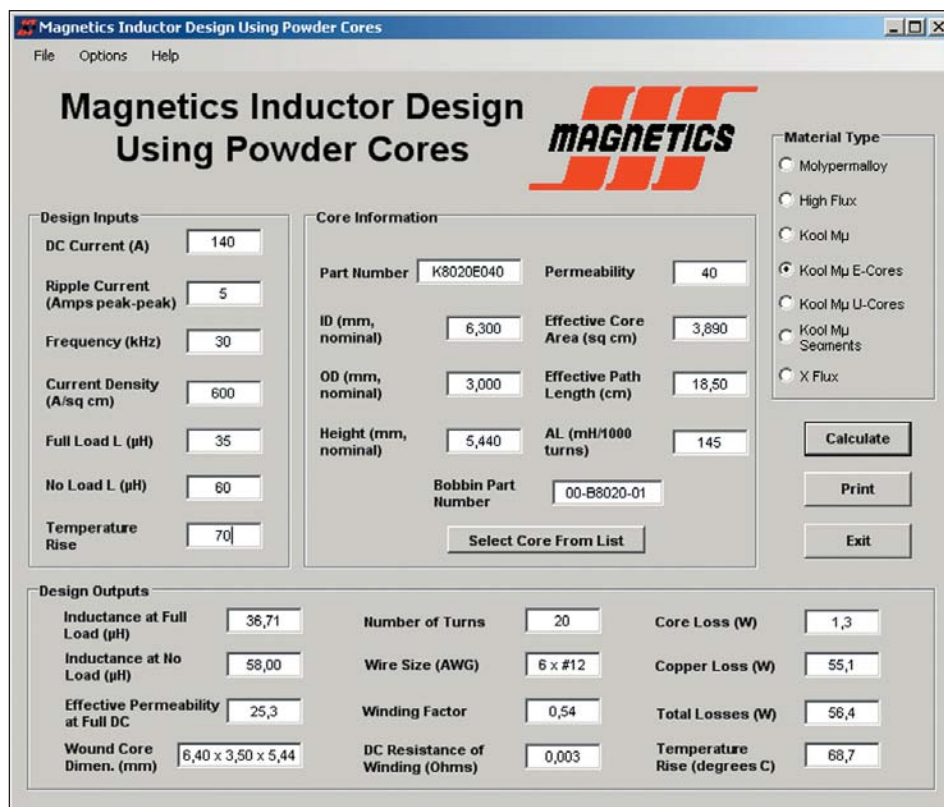 Magnetics Inductor Design Using Powder Cores
File Options Help
Magnetics Inductor Design
Using Powder Cores
MAGNETICS
Material Type
Molypermalloy
High Flux
Kool Mµ
Kool Mµ E-Cores
Kool Mµ U-Cores
Kool Mµ
Segments
X Flux
Design Inputs
DC Current (A) 140
Ripple Current
(Amps peak-peak) 5
Frequency (kHz) 30
Current Density
(A/sq cm) 600
Full Load L (µH) 35
No Load L (µH) 60
Temperature
Rise 70
Core Information
Part Number K8020E040 Permeability 40
ID (mm,
nominal) 6,300
Effective Core
Area (sq cm) 3,890
OD (mm,
nominal) 3,000
Effective Path
Length (cm) 18,50
Height (mm,
nominal) 5,440
AL (mH/1000
turns) 145
Bobbin Part
Number 00-B8020-01
Select Core From List
Calculate
Print
Exit
Design Outputs
Inductance at Full
Load (µH) 36,71
Number of Turns 20
Core Loss (W) 1,3
Inductance at No
Load (µH) 58,00
Wire Size (AWG) 6 x #12
Copper Loss (W) 55,1
Effective Permeability
at Full DC 25,3
Winding Factor 0,54
Total Losses (W) 56,4
Wound Core
Dimen. (mm) 6,40 x 3,50 x 5,44
DC Resistance of
Winding (Ohms) 0,003
Temperature
Rise (degrees C) 68,7